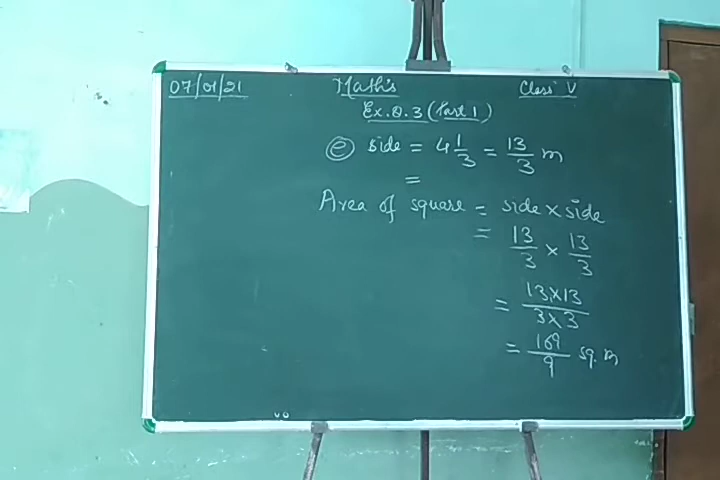 07/01/21 Maths Class V
Ex.Q.3 (Part 1)
(e) side = 4 1/3 = 13/3 m
=
Area of square = side × side
= 13/3 × 13/3
= 13×13/3×3
= 169/9 sq. m